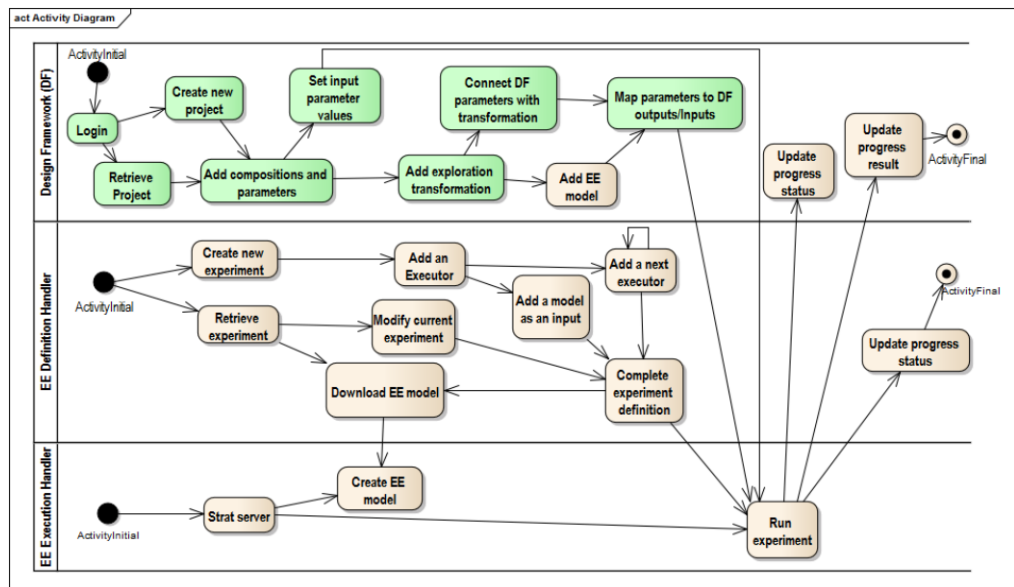 act Activity Diagram
Design Framework (DF)
ActivityInitial
Login
Create new
project
Retrieve
Project
Set input
parameter
values
Add compositions and
parameters
Connect DF
parameters with
transformation
Add exploration
transformation
Add EE
model
Map parameters to DF
outputs/Inputs
Update
progress
status
Update
progress
result
ActivityFinal
EE Definition Handler
ActivityInitial
Create new
experiment
Retrieve
experiment
Add an
Executor
Modify current
experiment
Add a model
as an input
Add a next
executor
Download EE model
Complete
experiment
definition
Update progress
status
ActivityFinal
EE Execution Handler
ActivityInitial
Strat server
Create EE
model
Run
experiment